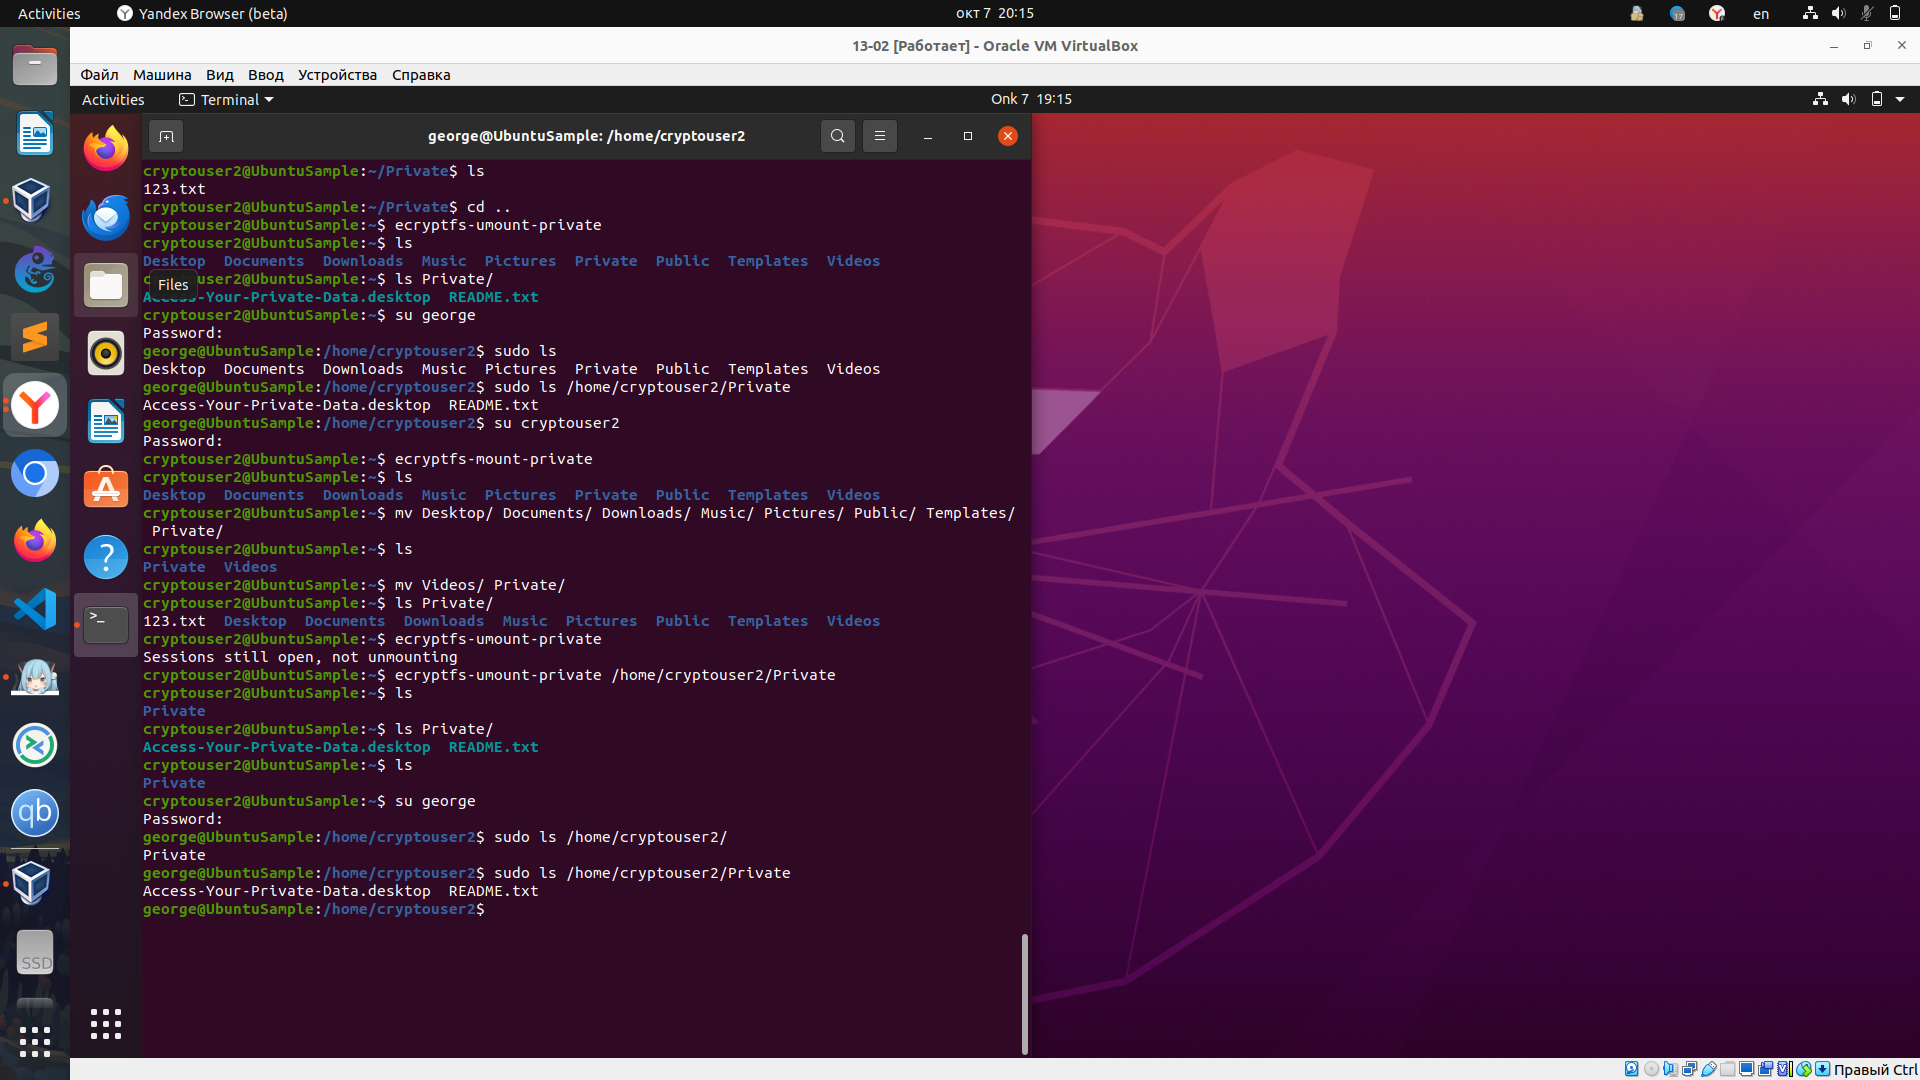 Activities Yandex Browser (beta) окт 7 20:15 en
13-02 [Работает] - Oracle VM VirtualBox
Файл Машина Вид Ввод Устройства Справка
Activities Terminal Онк 7 19:15
george@UbuntuSample: /home/cryptouser2
cryptouser2@UbuntuSample:~/Private$ ls
123.txt
cryptouser2@UbuntuSample:~/Private$ cd ..
cryptouser2@UbuntuSample:~$ ecryptfs-umount-private
cryptouser2@UbuntuSample:~$ ls
Desktop Documents Downloads Music Pictures Private Public Templates Videos
user2@UbuntuSample:~$ ls Private/
Files
Access-Your-Private-Data.desktop README.txt
cryptouser2@UbuntuSample:~$ su george
Password:
george@UbuntuSample:/home/cryptouser2$ sudo ls
Desktop Documents Downloads Music Pictures Private Public Templates Videos
george@UbuntuSample:/home/cryptouser2$ sudo ls /home/cryptouser2/Private
Access-Your-Private-Data.desktop README.txt
george@UbuntuSample:/home/cryptouser2$ su cryptouser2
Password:
cryptouser2@UbuntuSample:~$ ecryptfs-mount-private
cryptouser2@UbuntuSample:~$ ls
Desktop Documents Downloads Music Pictures Private Public Templates Videos
cryptouser2@UbuntuSample:~$ mv Desktop/ Documents/ Downloads/ Music/ Pictures/ Public/ Templates/
Private/
cryptouser2@UbuntuSample:~$ ls
Private Videos
cryptouser2@UbuntuSample:~$ mv Videos/ Private/
cryptouser2@UbuntuSample:~$ ls Private/
123.txt Desktop Documents Downloads Music Pictures Public Templates Videos
cryptouser2@UbuntuSample:~$ ecryptfs-umount-private
Sessions still open, not unmounting
cryptouser2@UbuntuSample:~$ ecryptfs-umount-private /home/cryptouser2/Private
cryptouser2@UbuntuSample:~$ ls
Private
cryptouser2@UbuntuSample:~$ ls Private/
Access-Your-Private-Data.desktop README.txt
cryptouser2@UbuntuSample:~$ ls
Private
cryptouser2@UbuntuSample:~$ su george
Password:
george@UbuntuSample:/home/cryptouser2$ sudo ls /home/cryptouser2/
Private
george@UbuntuSample:/home/cryptouser2$ sudo ls /home/cryptouser2/Private
Access-Your-Private-Data.desktop README.txt
george@UbuntuSample:/home/cryptouser2$
qb
SSD
Правый Ctrl